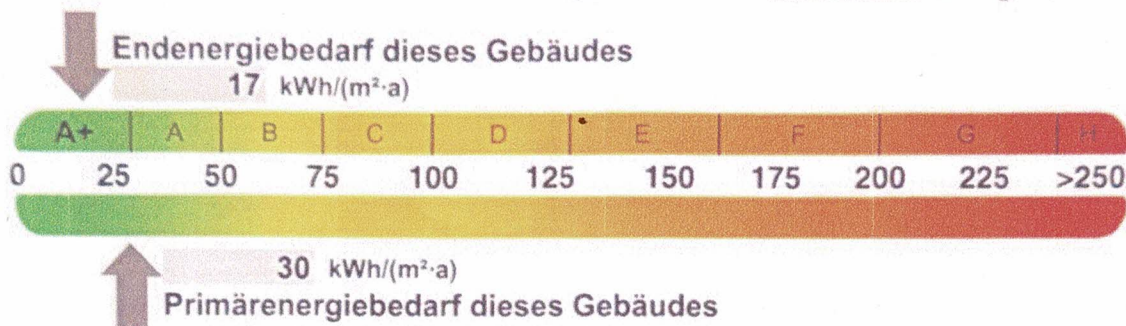 Endenergiebedarf dieses Gebäudes
17 kWh/(m²·a)
A+ A B C D E F G H
0 25 50 75 100 125 150 175 200 225 >250
30 kWh/(m²·a)
Primärenergiebedarf dieses Gebäudes